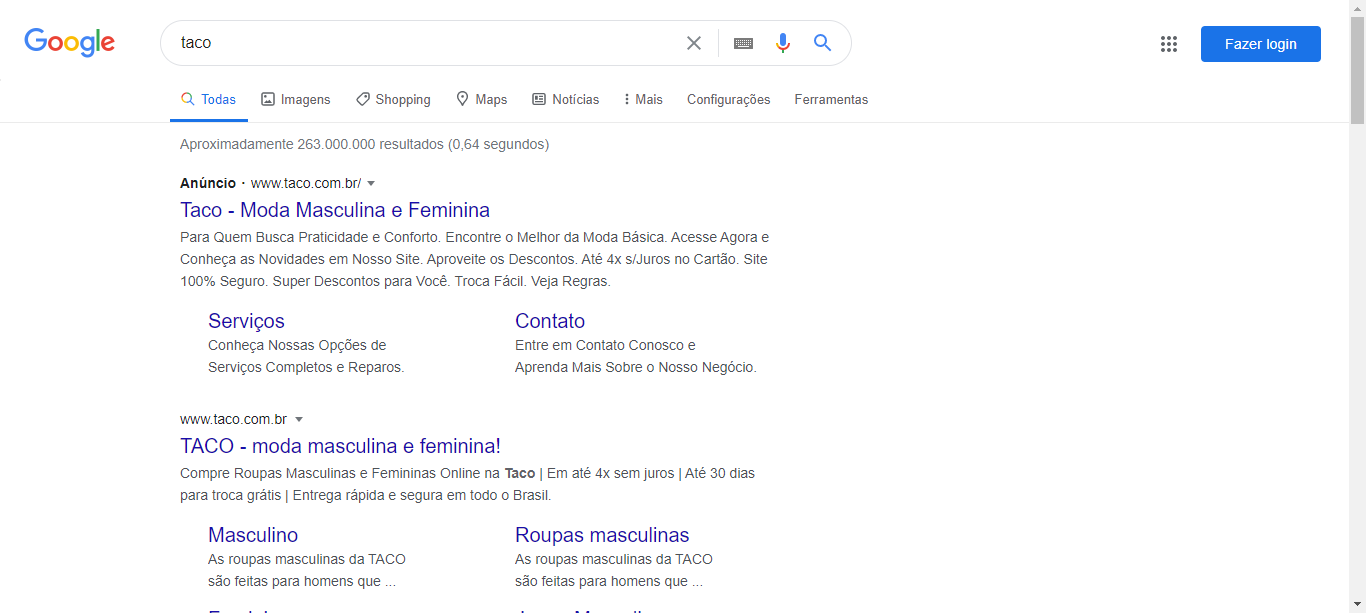 Google
taco
Fazer login
Todas Imagens Shopping Maps Notícias Mais Configurações Ferramentas
Aproximadamente 263.000.000 resultados (0,64 segundos)
Anúncio · www.taco.com.br/
Taco - Moda Masculina e Feminina
Para Quem Busca Praticidade e Conforto. Encontre o Melhor da Moda Básica. Acesse Agora e
Conheça as Novidades em Nosso Site. Aproveite os Descontos. Até 4x s/Juros no Cartão. Site
100% Seguro. Super Descontos para Você. Troca Fácil. Veja Regras.
Serviços
Conheça Nossas Opções de
Serviços Completos e Reparos.
Contato
Entre em Contato Conosco e
Aprenda Mais Sobre o Nosso Negócio.
www.taco.com.br
TACO - moda masculina e feminina!
Compre Roupas Masculinas e Femininas Online na Taco | Em até 4x sem juros | Até 30 dias
para troca grátis | Entrega rápida e segura em todo o Brasil.
Masculino
As roupas masculinas da TACO
são feitas para homens que ...
Roupas masculinas
As roupas masculinas da TACO
são feitas para homens que ...